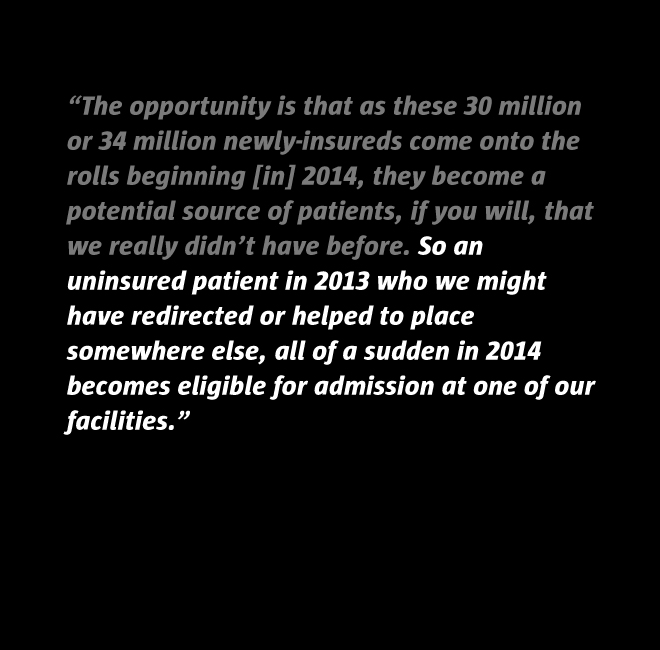 “The opportunity is that as these 30 million
or 34 million newly-insureds come onto the
rolls beginning [in] 2014, they become a
potential source of patients, if you will, that
we really didn’t have before. So an
uninsured patient in 2013 who we might
have redirected or helped to place
somewhere else, all of a sudden in 2014
becomes eligible for admission at one of our
facilities.”